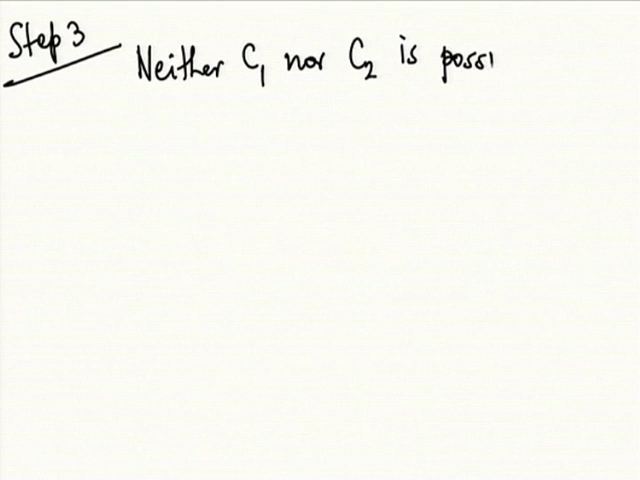 Step 3
Neither C₁ nor C₂ is possi